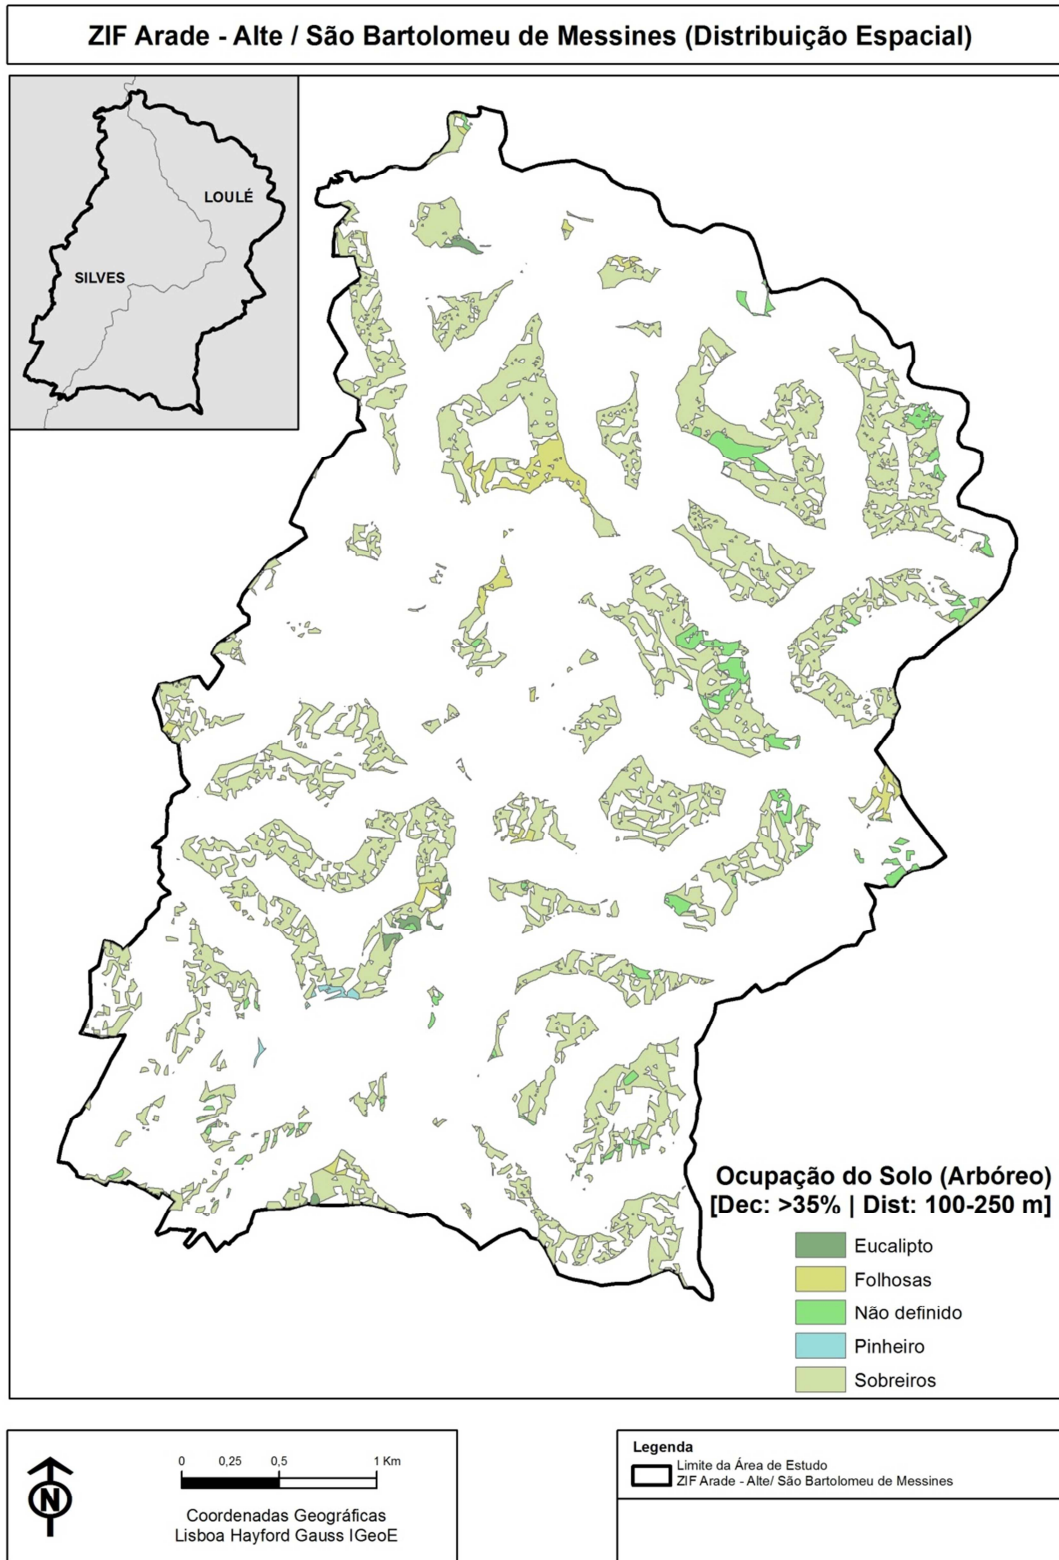 ZIF Arade - Alte / São Bartolomeu de Messines (Distribuição Espacial)
LOULÉ
SILVES
Ocupação do Solo (Arbóreo)
[Dec: >35% | Dist: 100-250 m]
Eucalipto
Folhosas
Não definido
Pinheiro
Sobreiros
N
0 0,25 0,5 1 Km
Coordenadas Geográficas
Lisboa Hayford Gauss IGeoE
Legenda
Limite da Área de Estudo
ZIF Arade - Alte/ São Bartolomeu de Messines